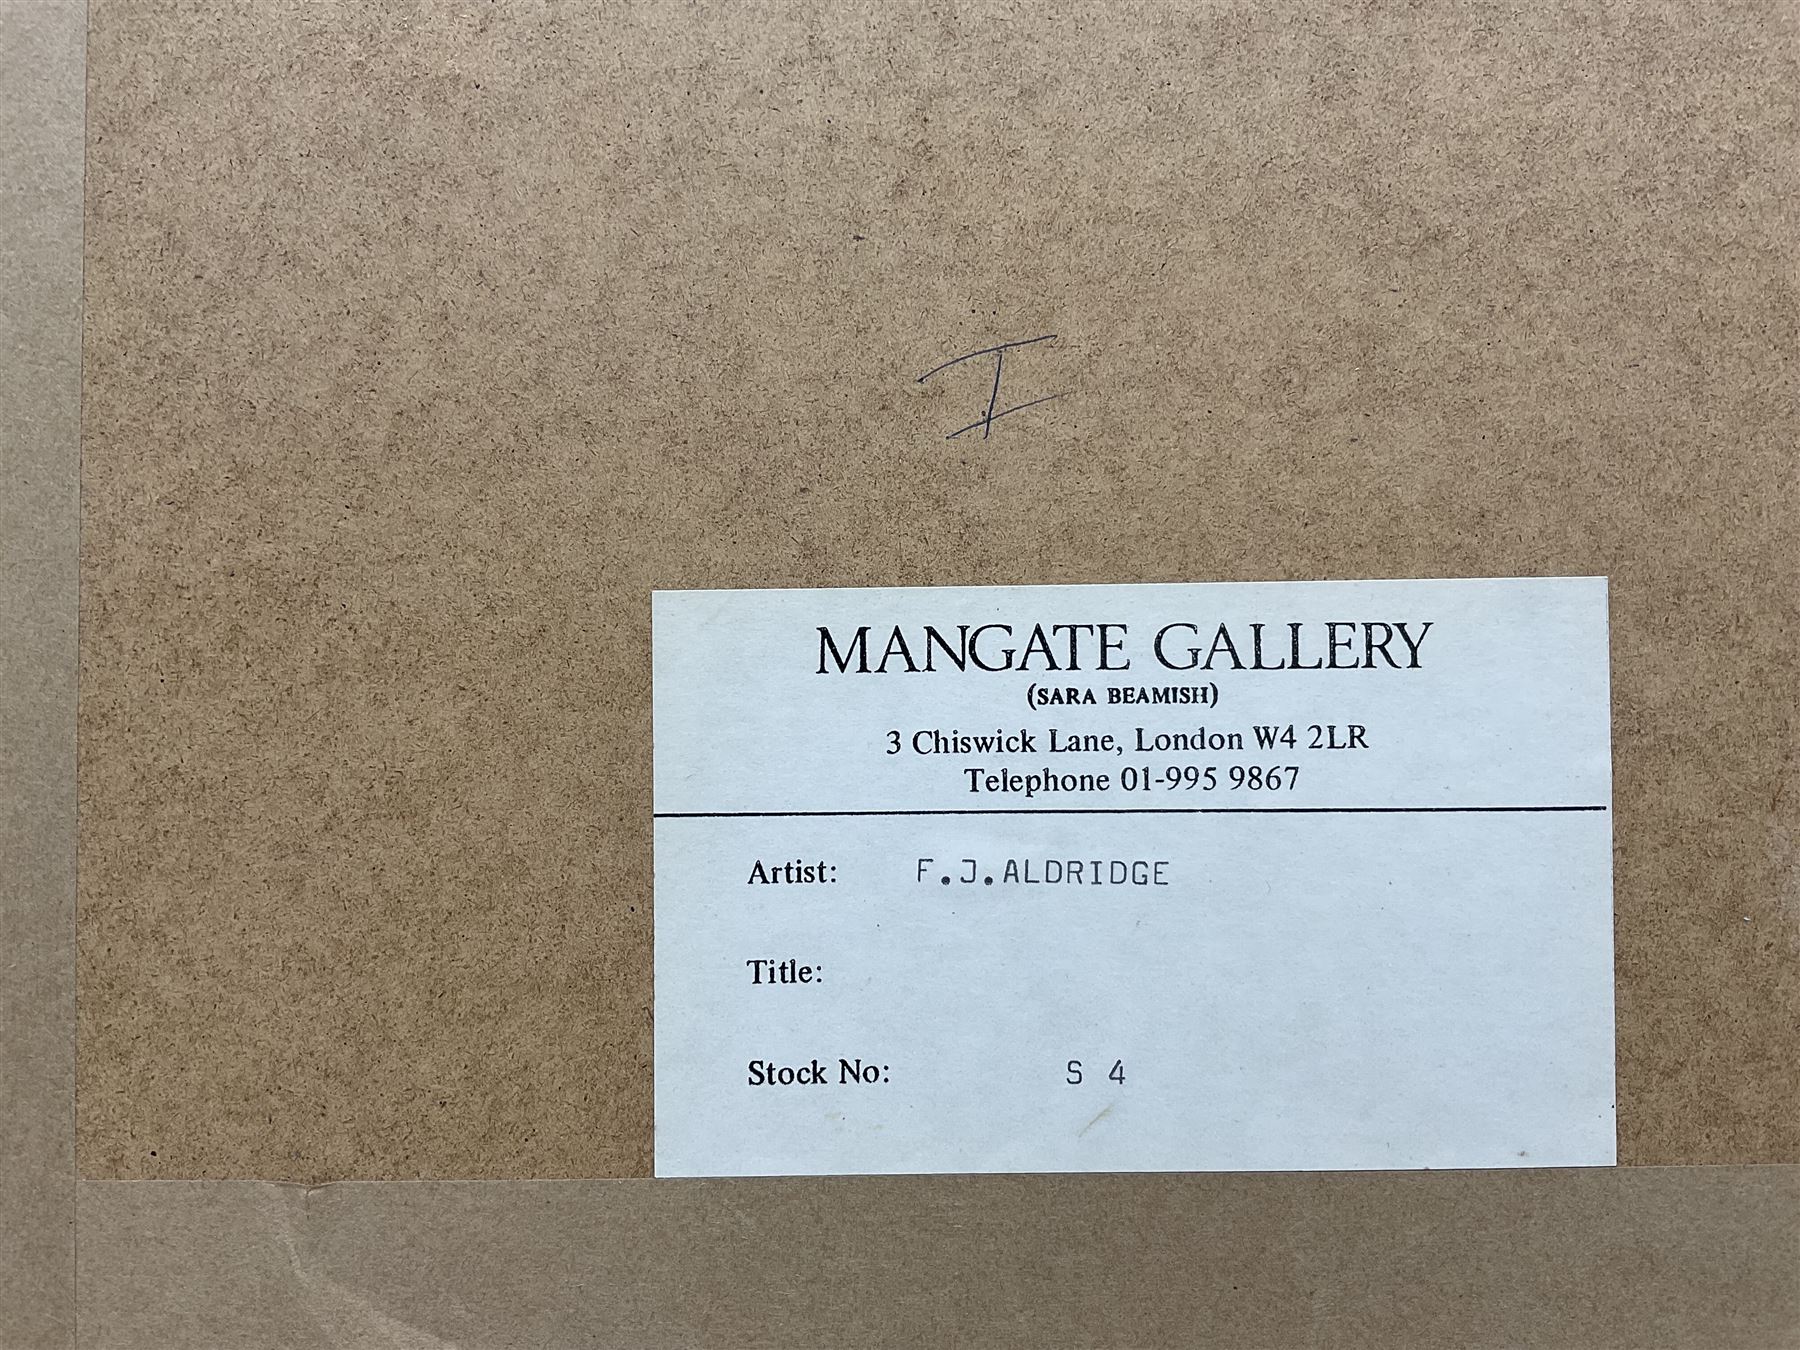 I
MANGATE GALLERY
(SARA BEAMISH)
3 Chiswick Lane, London W4 2LR
Telephone 01-995 9867
Artist: F.J.ALDRIDGE
Title:
Stock No: S 4